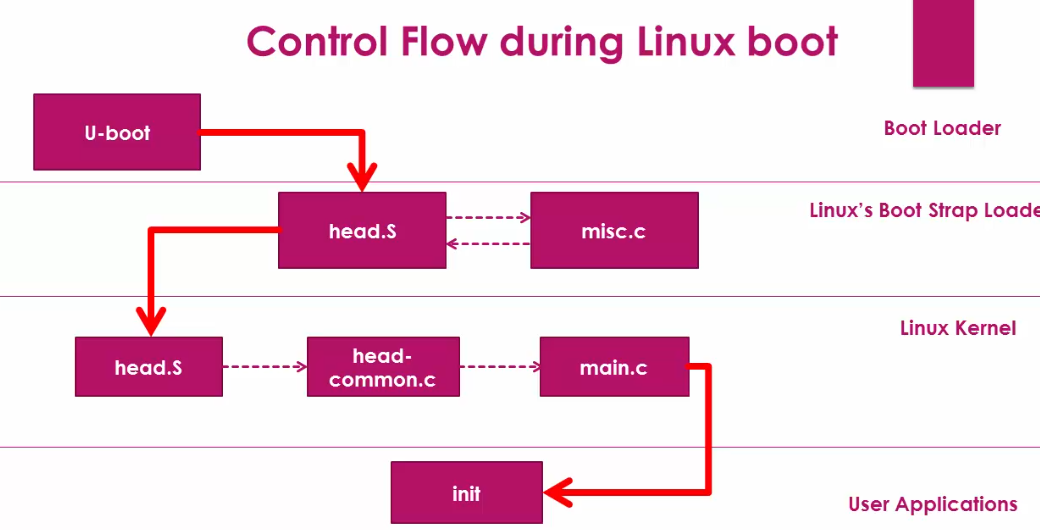 Control Flow during Linux boot
U-boot
Boot Loader
head.S
misc.c
Linux's Boot Strap Loade
head.S
head-
common.c
main.c
Linux Kernel
init
User Applications